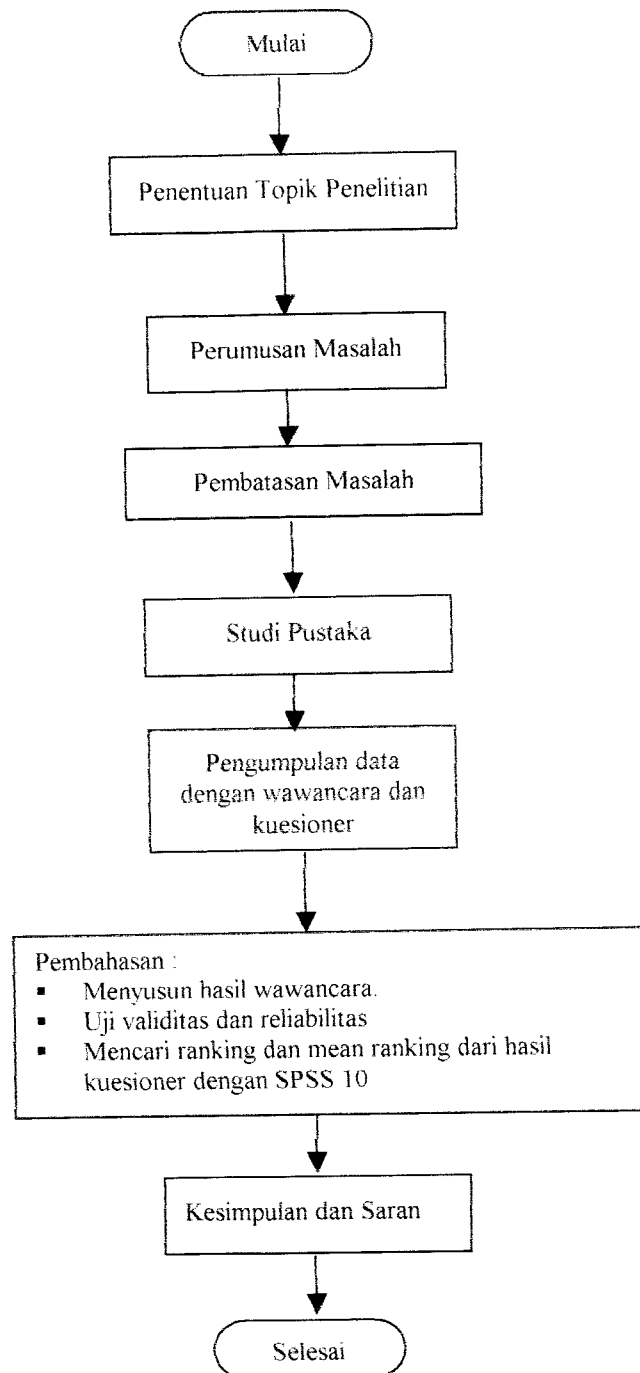 Mulai
Penentuan Topik Penelitian
Perumusan Masalah
Pembatasan Masalah
Studi Pustaka
Pengumpulan data
dengan wawancara dan
kuesioner
Pembahasan :
▪ Menyusun hasil wawancara.
▪ Uji validitas dan reliabilitas
▪ Mencari ranking dan mean ranking dari hasil
kuesioner dengan SPSS 10
Kesimpulan dan Saran
Selesai